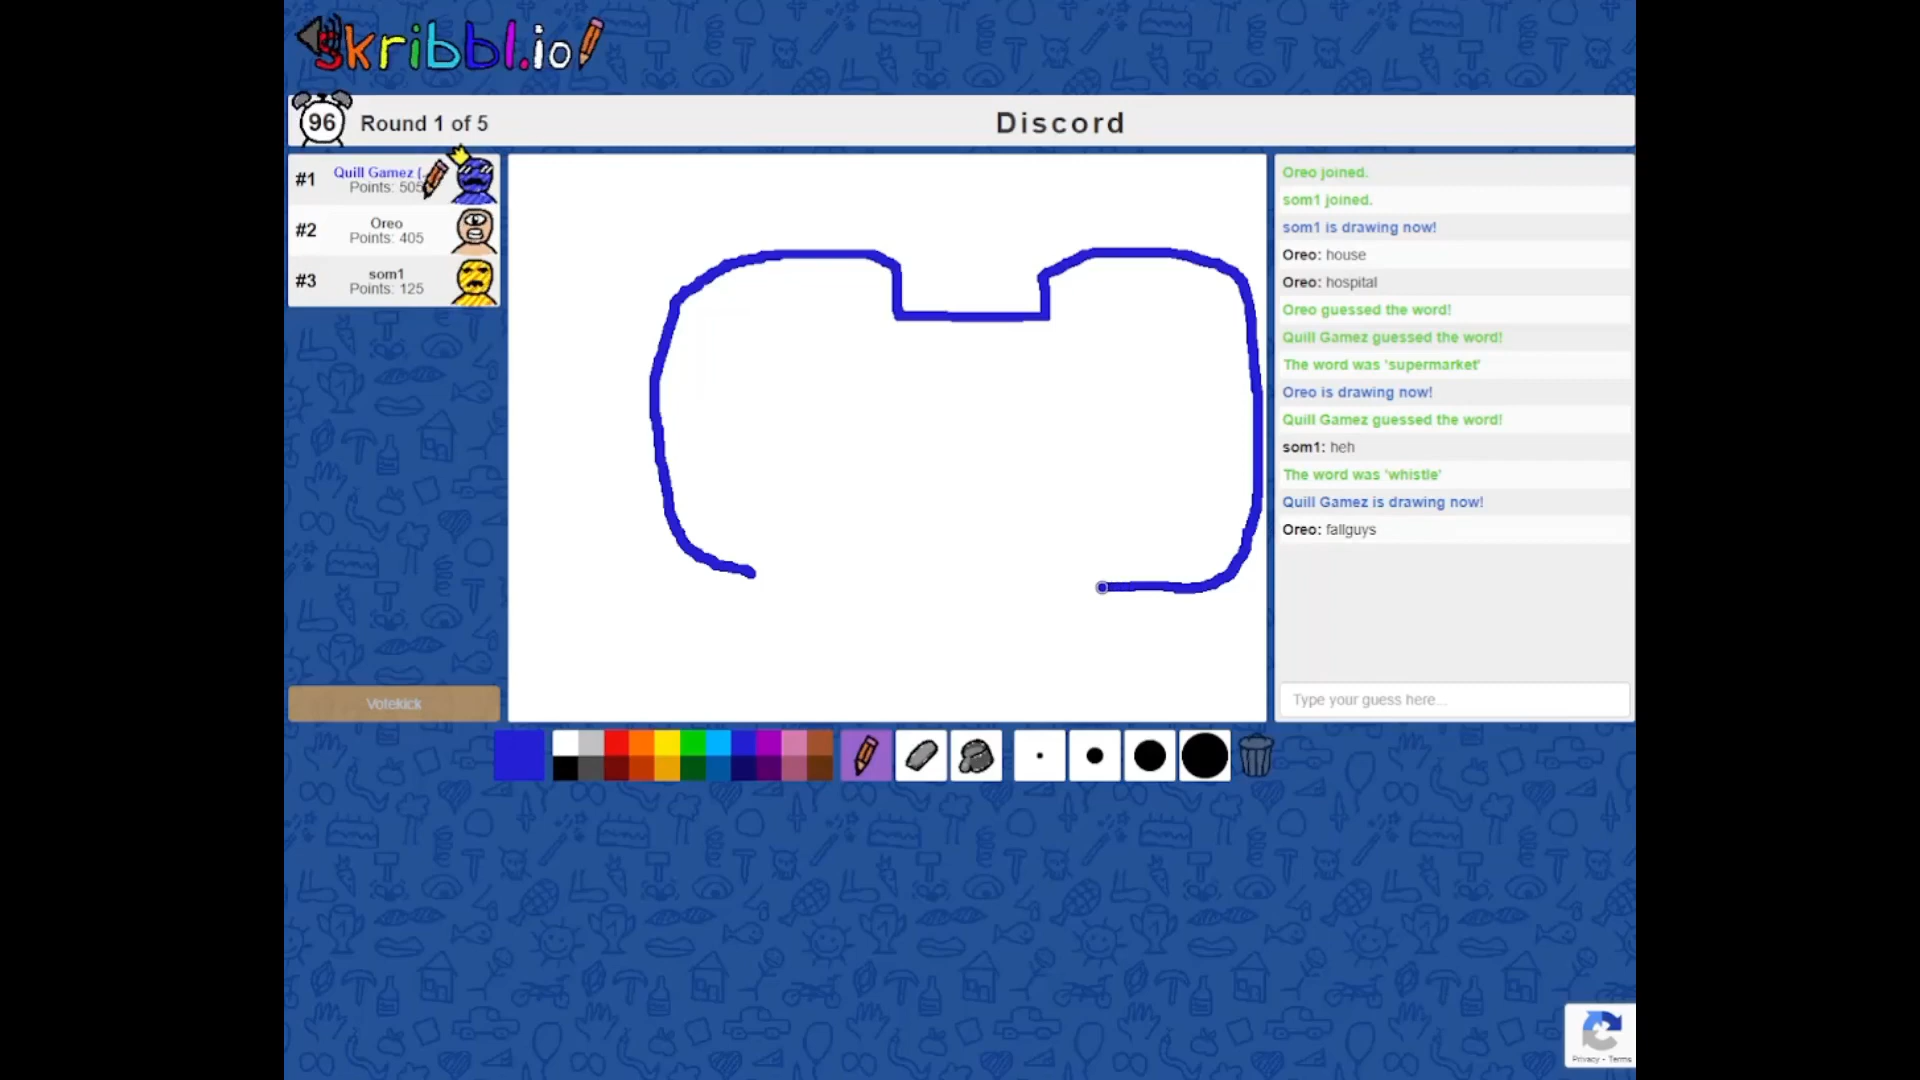 skribbl.io
96
Round 1 of 5
Discord
#1
Quill Gamez (...
Points: 505
#2
Oreo
Points: 405
#3
som1
Points: 125
Votekick
Oreo joined.
som1 joined.
som1 is drawing now!
Oreo: house
Oreo: hospital
Oreo guessed the word!
Quill Gamez guessed the word!
The word was 'supermarket'
Oreo is drawing now!
Quill Gamez guessed the word!
som1: heh
The word was 'whistle'
Quill Gamez is drawing now!
Oreo: fallguys
Type your guess here...
Privacy - Terms